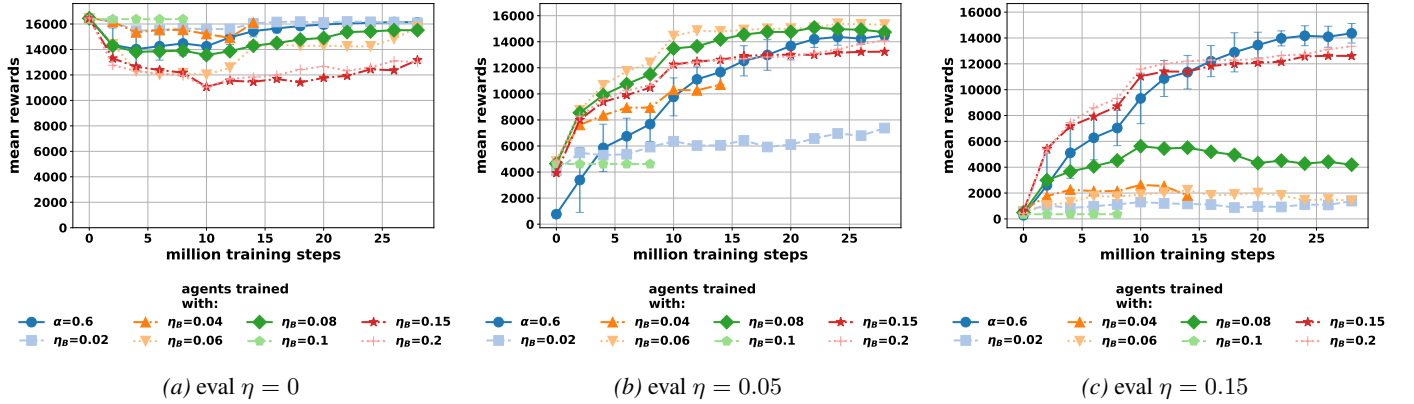 16000
14000
12000
10000
8000
6000
4000
2000
0
mean rewards
0 5 10 15 20 25
million training steps
agents trained
with:
α=0.6 η_B=0.04 η_B=0.08 η_B=0.15
η_B=0.02 η_B=0.06 η_B=0.1 η_B=0.2
(a) eval η = 0
16000
14000
12000
10000
8000
6000
4000
2000
0
mean rewards
0 5 10 15 20 25
million training steps
agents trained
with:
α=0.6 η_B=0.04 η_B=0.08 η_B=0.15
η_B=0.02 η_B=0.06 η_B=0.1 η_B=0.2
(b) eval η = 0.05
16000
14000
12000
10000
8000
6000
4000
2000
0
mean rewards
0 5 10 15 20 25
million training steps
agents trained
with:
α=0.6 η_B=0.04 η_B=0.08 η_B=0.15
η_B=0.02 η_B=0.06 η_B=0.1 η_B=0.2
(c) eval η = 0.15